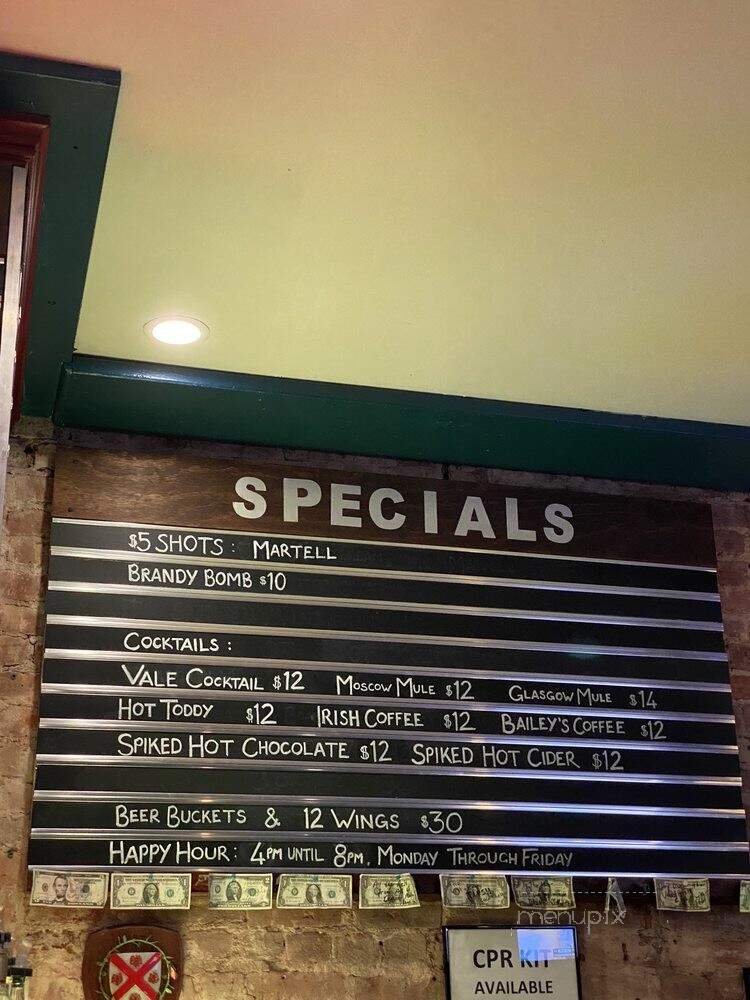 SPECIALS
$5 SHOTS : MARTELL
BRANDY BOMB $10
COCKTAILS :
VALE COCKTAIL $12 MOSCOW MULE $12 GLASGOW MULE $14
HOT TODDY $12 IRISH COFFEE $12 BAILEY'S COFFEE $12
SPIKED HOT CHOCOLATE $12 SPIKED HOT CIDER $12
BEER BUCKETS & 12 WINGS $30
HAPPY HOUR: 4PM UNTIL 8PM, MONDAY THROUGH FRIDAY
menupix
CPR KIT
AVAILABLE